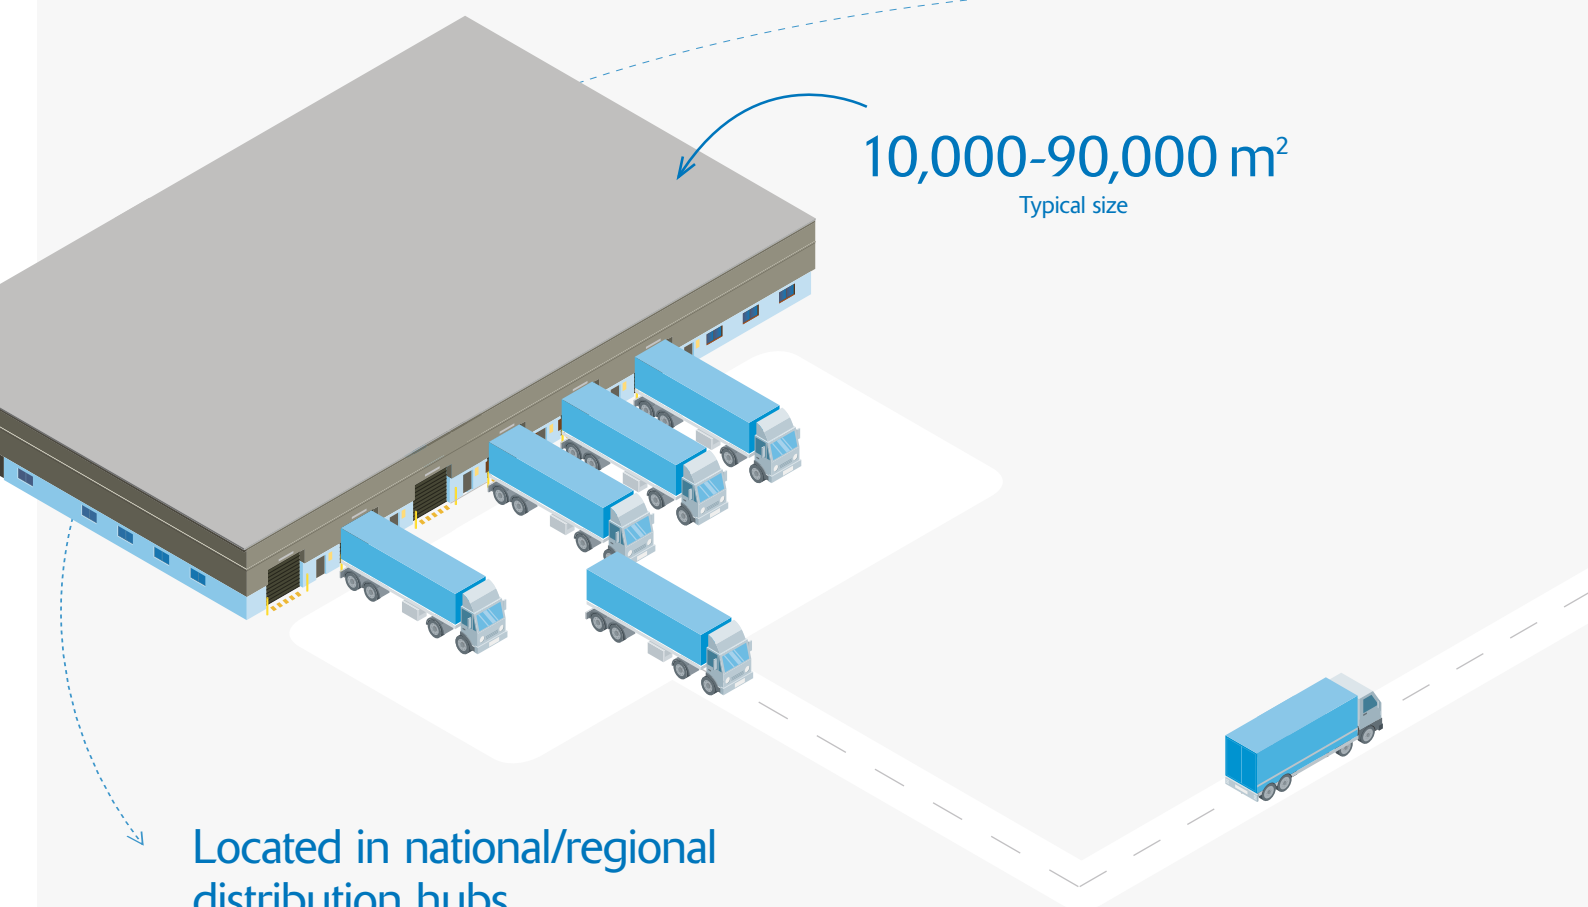 10,000-90,000 m²
Typical size
Located in national/regional
distribution hubs